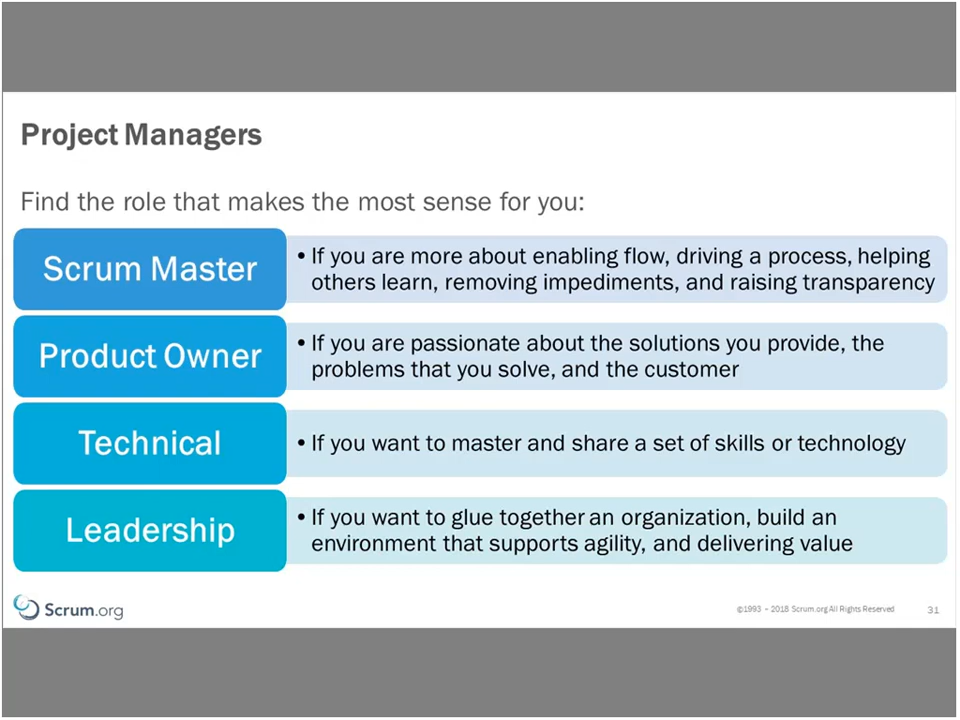 Project Managers
Find the role that makes the most sense for you:
Scrum Master
• If you are more about enabling flow, driving a process, helping
others learn, removing impediments, and raising transparency
Product Owner
• If you are passionate about the solutions you provide, the
problems that you solve, and the customer
Technical
• If you want to master and share a set of skills or technology
Leadership
• If you want to glue together an organization, build an
environment that supports agility, and delivering value
Scrum.org
©1993 – 2018 Scrum.org All Rights Reserved
31